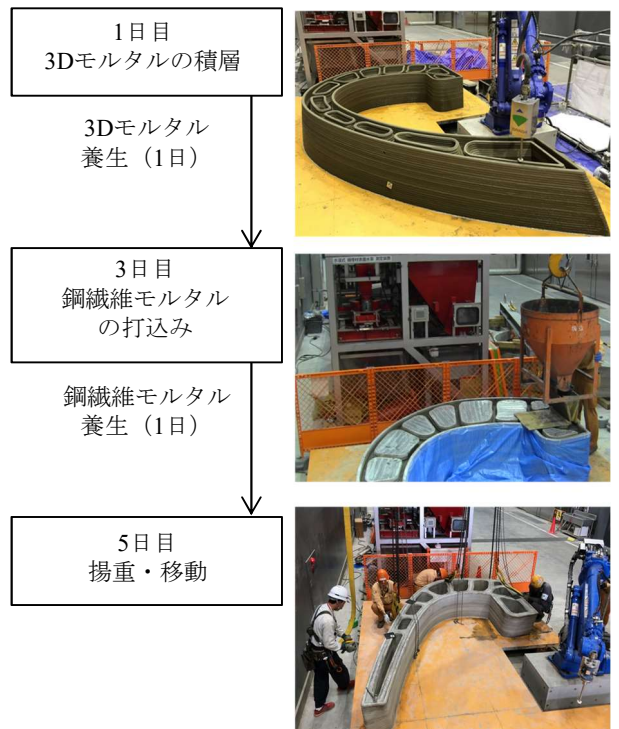 1日目
3Dモルタルの積層
3Dモルタル
養生（1日）
3日目
鋼繊維モルタル
の打込み
鋼繊維モルタル
養生（1日）
5日目
揚重・移動